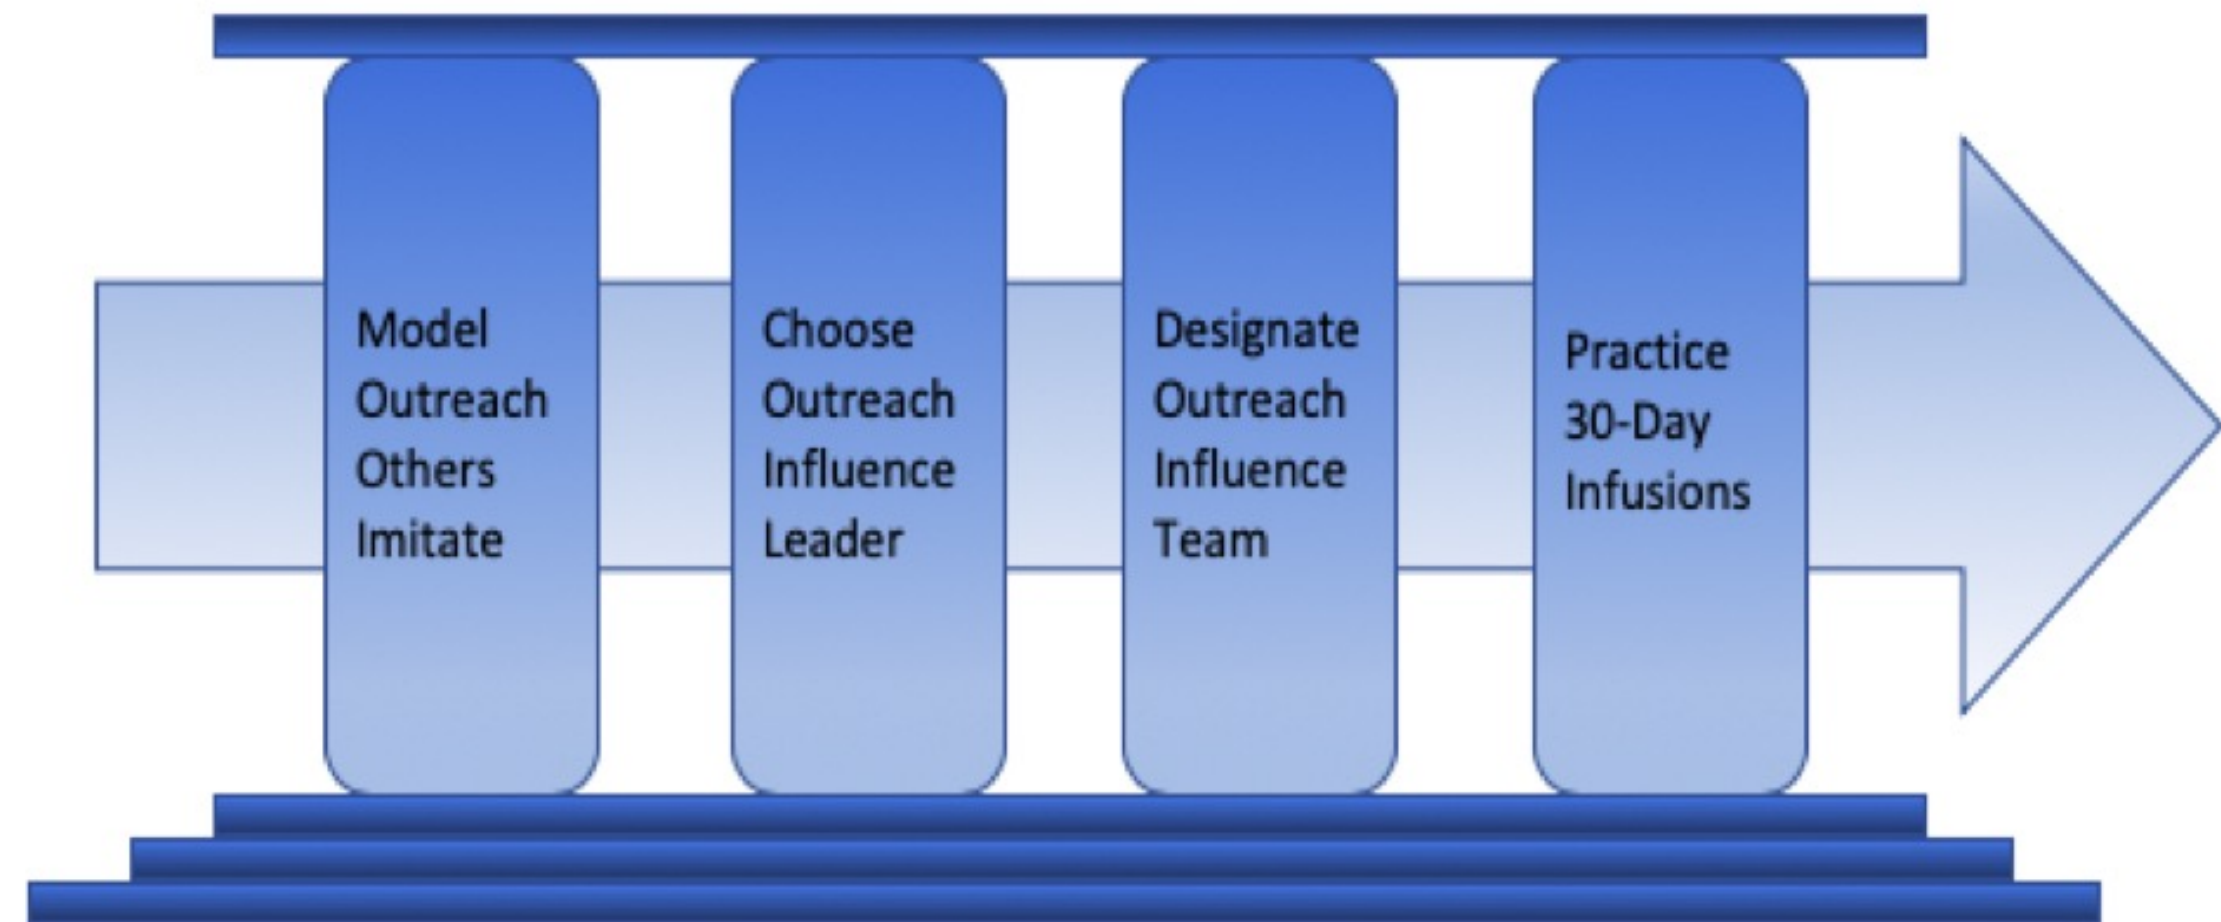 Model
Outreach
Others
Imitate
Choose
Outreach
Influence
Leader
Designate
Outreach
Influence
Team
Practice
30-Day
Infusions